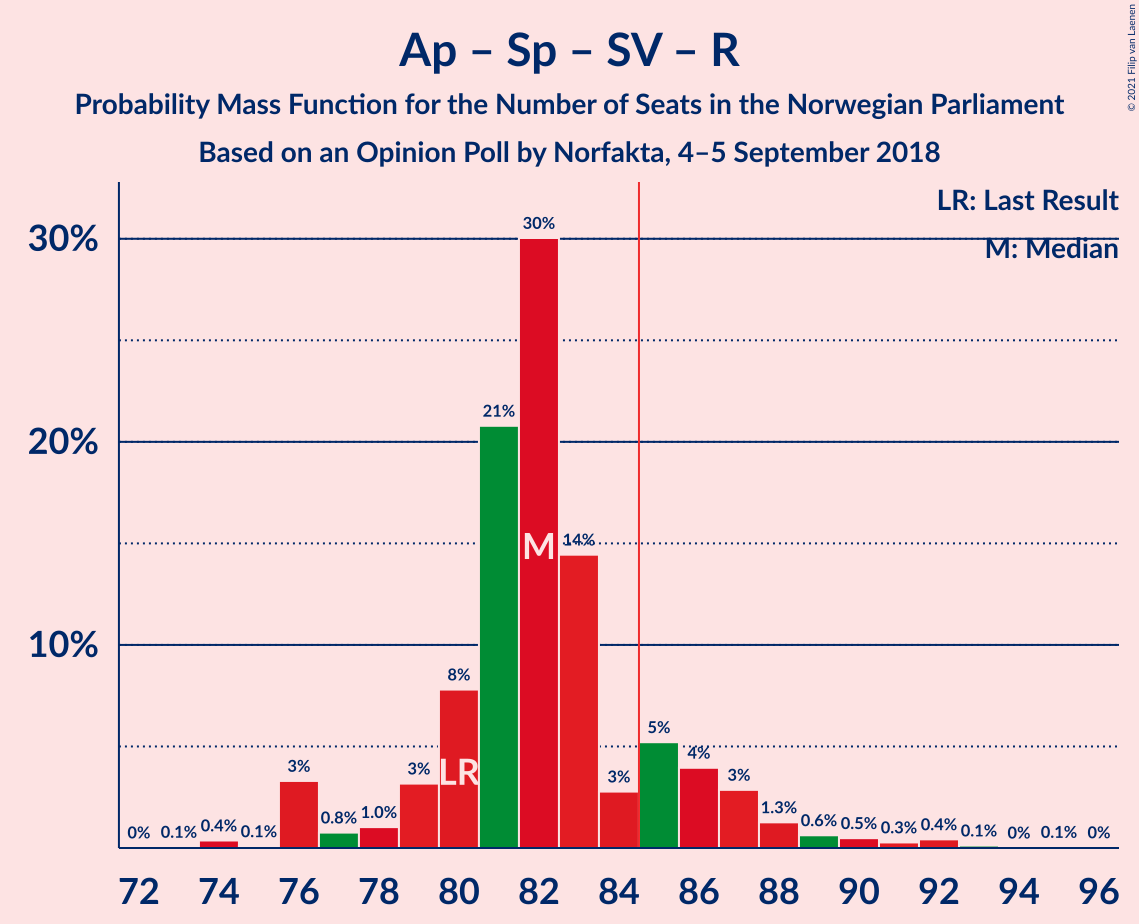 Ap – Sp – SV – R
Probability Mass Function for the Number of Seats in the Norwegian Parliament
Based on an Opinion Poll by Norfakta, 4–5 September 2018
© 2021 Filip van Laenen
LR: Last Result
M: Median
30%
20%
10%
0% 0.1% 0.4% 0.1% 3% 0.8% 1.0% 3% 8% 21% 30% 14% 3% 5% 4% 3% 1.3% 0.6% 0.5% 0.3% 0.4% 0.1% 0% 0.1% 0%
LR
M
72 74 76 78 80 82 84 86 88 90 92 94 96